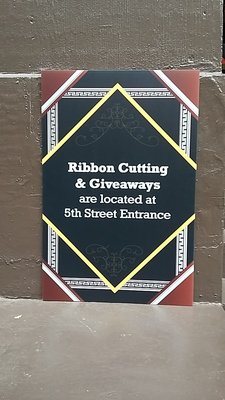 Ribbon Cutting
& Giveaways
are located at
5th Street Entrance